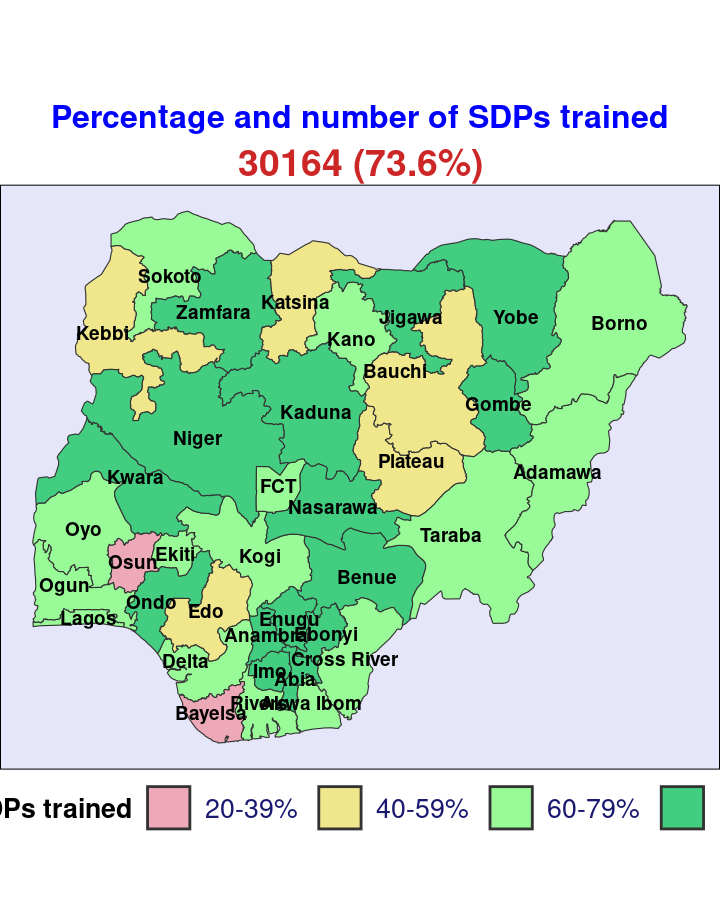 Percentage and number of SDPs trained
30164 (73.6%)
Sokoto
Zamfara
Katsina
Kebbi
Kano
Jigawa
Yobe
Borno
Bauchi
Gombe
Kaduna
Niger
Plateau
Adamawa
Kwara
FCT
Nasarawa
Oyo
Taraba
Osun
Ekiti
Kogi
Benue
Ogun
Ondo
Edo
Lagos
Enugu
Anambra
Ebonyi
Delta
Cross River
Imo
Abia
Rivers
Akwa Ibom
Bayelsa
DPs trained 20-39% 40-59% 60-79%